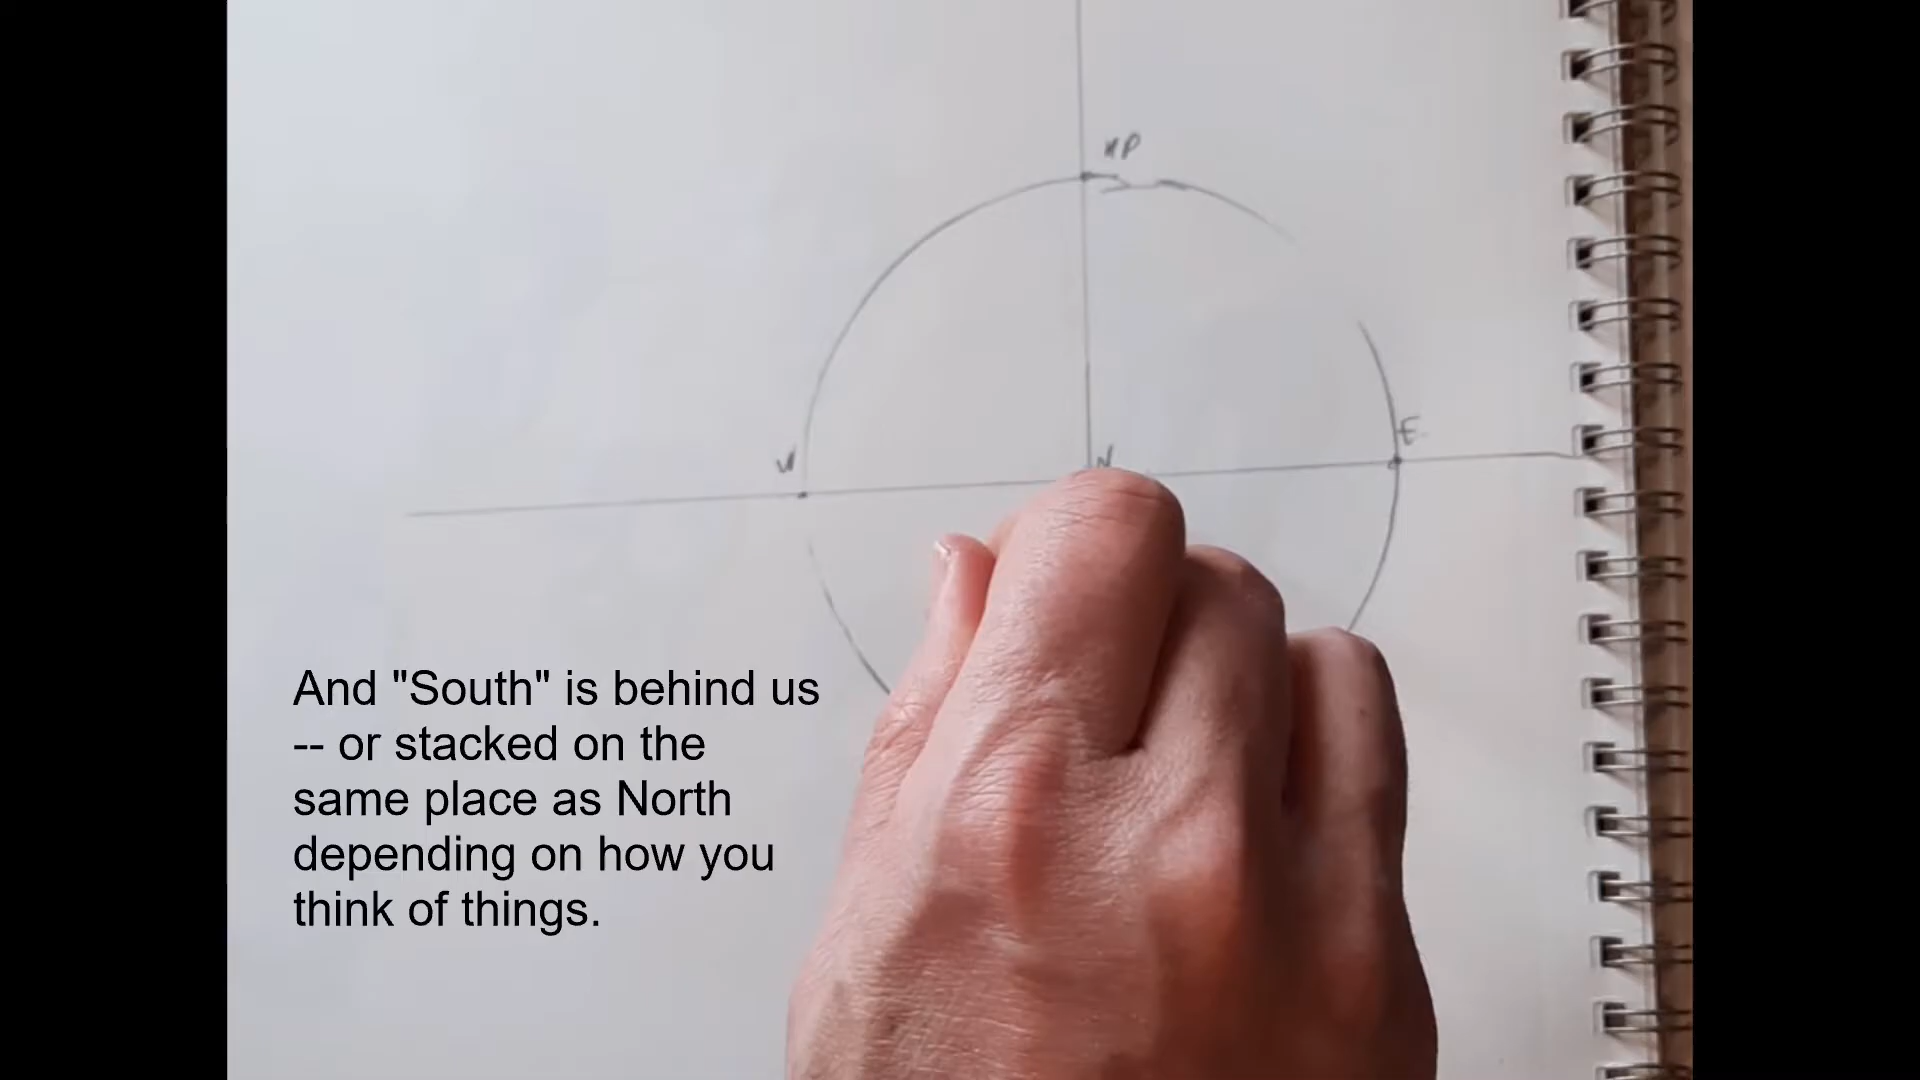 NP
E
W
N
And "South" is behind us
-- or stacked on the
same place as North
depending on how you
think of things.